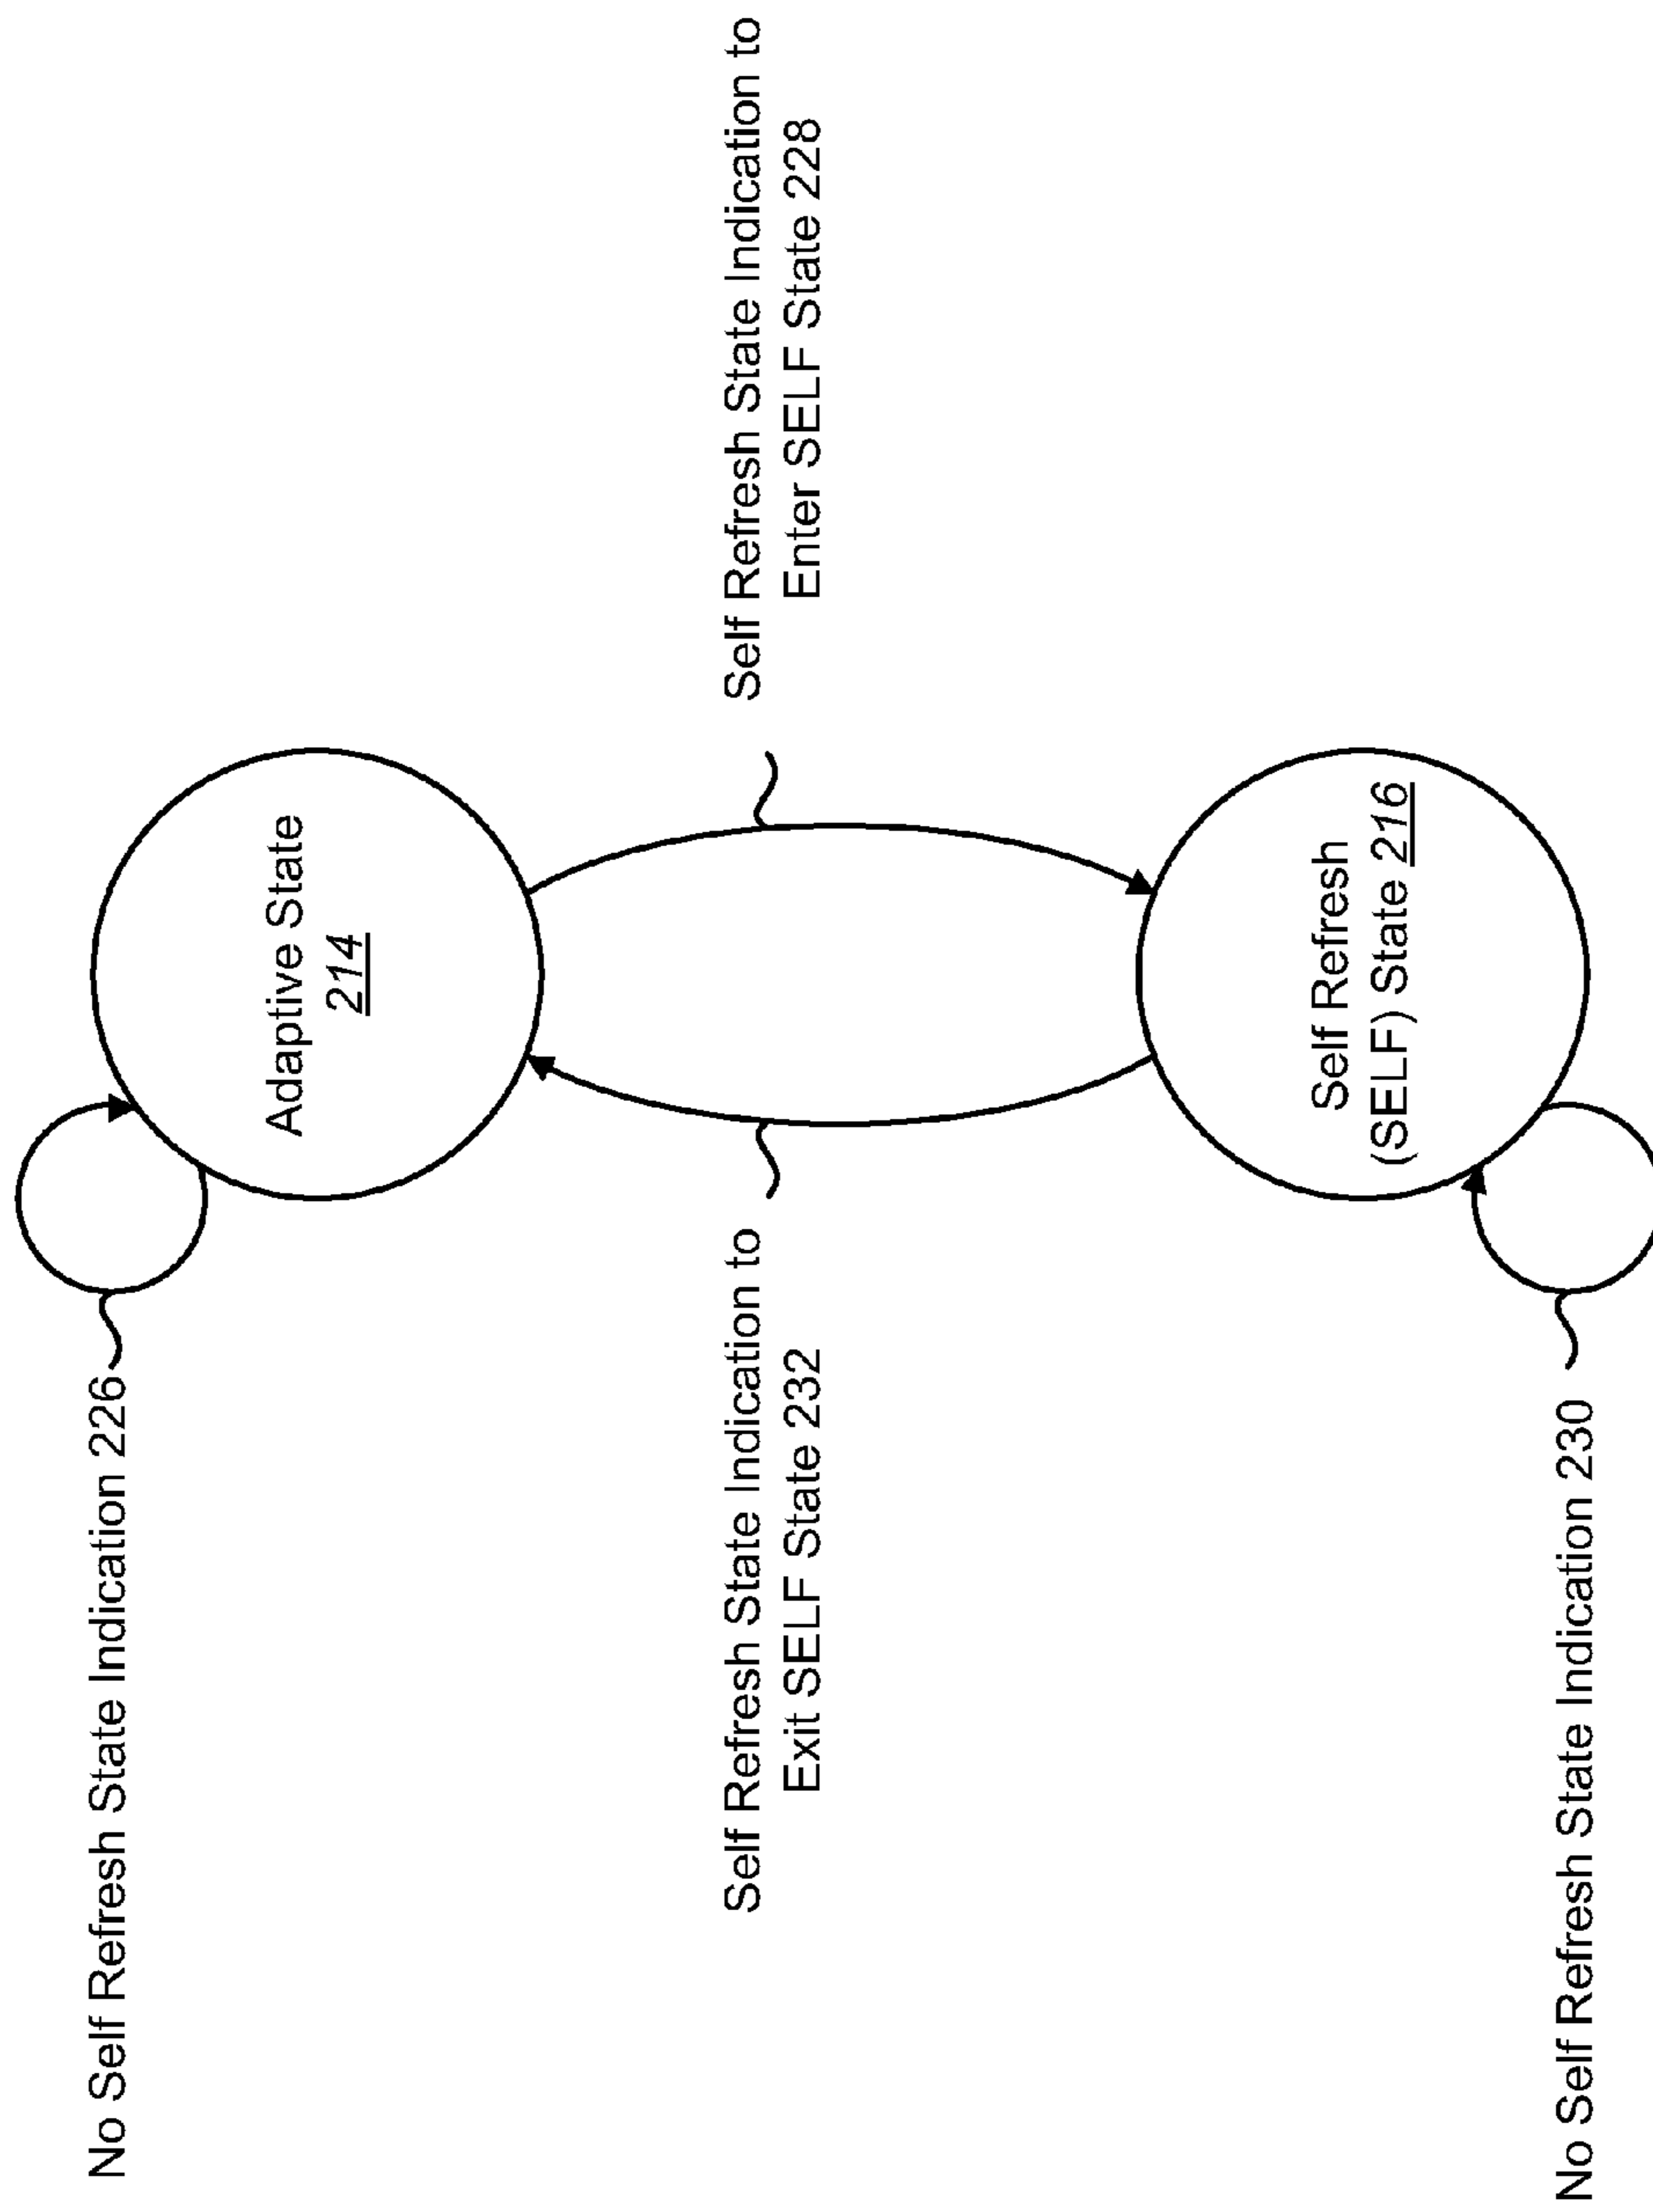 No Self Refresh State Indication 226
Adaptive State
214
Self Refresh State Indication to
Exit SELF State 232
Self Refresh State Indication to
Enter SELF State 228
Self Refresh
(SELF) State 216
No Self Refresh State Indication 230